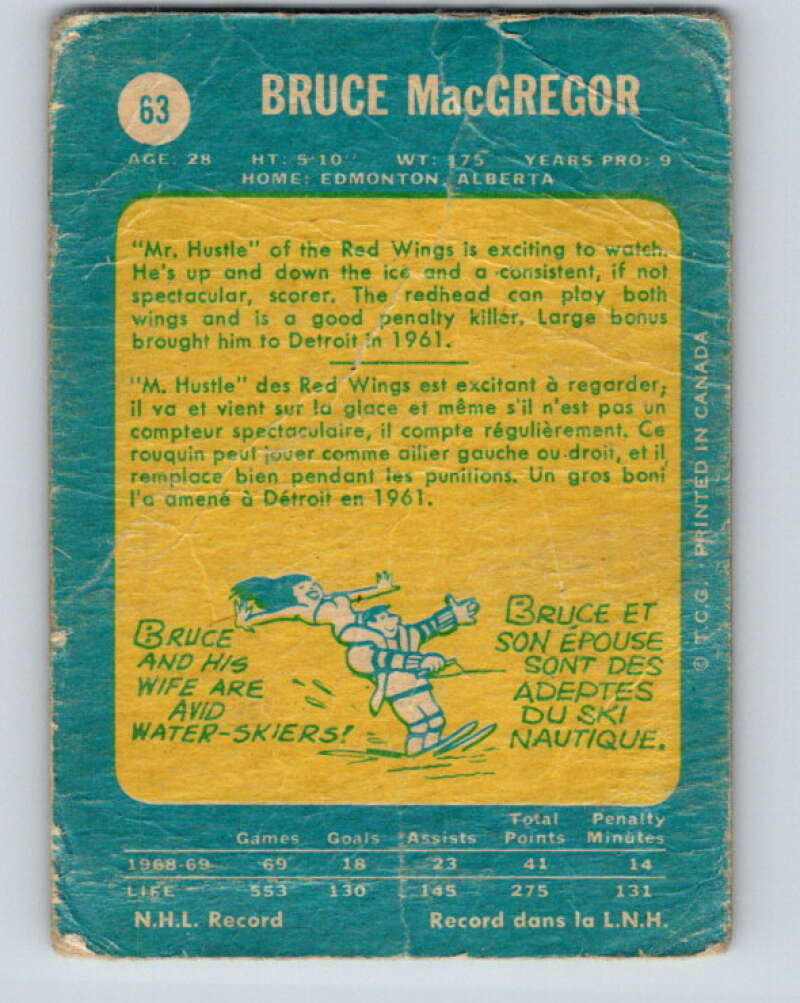 63
BRUCE MacGREGOR
AGE: 28 HT: 5'10" WT: 175 YEARS PRO: 9
HOME: EDMONTON, ALBERTA
"Mr. Hustle" of the Red Wings is exciting to watch.
He's up and down the ice and a consistent, if not
spectacular, scorer. The redhead can play both
wings and is a good penalty killer. Large bonus
brought him to Detroit in 1961.
"M. Hustle" des Red Wings est excitant à regarder;
il va et vient sur la glace et même s'il n'est pas un
compteur spectaculaire, il compte régulièrement. Ce
rouquin peut jouer comme ailier gauche ou droit, et il
remplace bien pendant les punitions. Un gros boni
l'a amené à Détroit en 1961.
BRUCE
AND HIS
WIFE ARE
AVID
WATER-SKIERS!
BRUCE ET
SON ÉPOUSE
SONT DES
ADEPTES
DU SKI
NAUTIQUE.
© T.C.G. PRINTED IN CANADA
Games Goals Assists Total Points Penalty Minutes
1968-69 69 18 23 41 14
LIFE 553 130 145 275 131
N.H.L. Record Record dans la L.N.H.